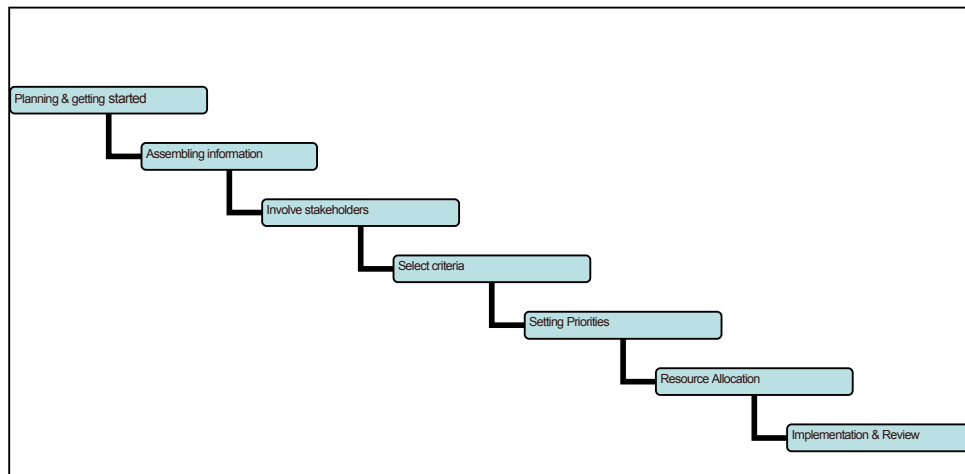 Planning & getting started
Assembling information
Involve stakeholders
Select criteria
Setting Priorities
Resource Allocation
Implementation & Review